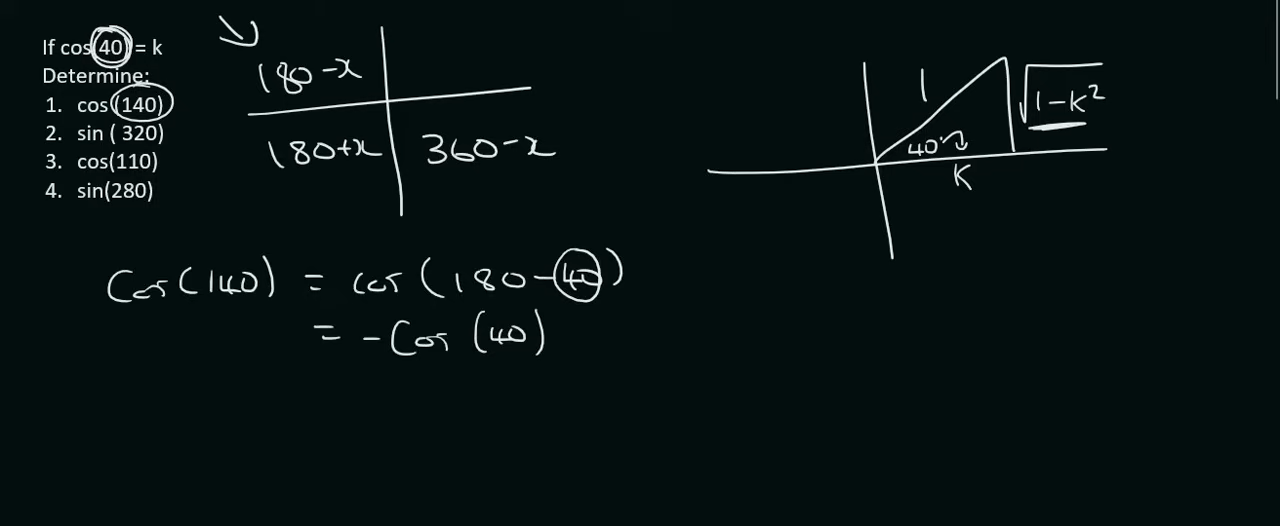 If cos(40) = k
Determine:
1. cos (140)
2. sin ( 320)
3. cos(110)
4. sin(280)
180-x
180+x
360-x
1
√1-k²
40°
k
Cos(140) = cos(180-40)
= -Cos (40)